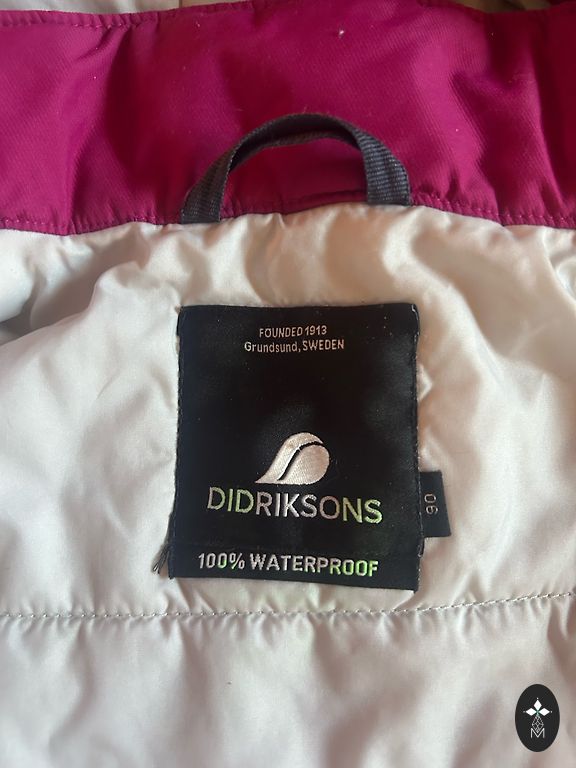 FOUNDED 1913
Grundsund, SWEDEN
DIDRIKSONS
90
100% WATERPROOF
M